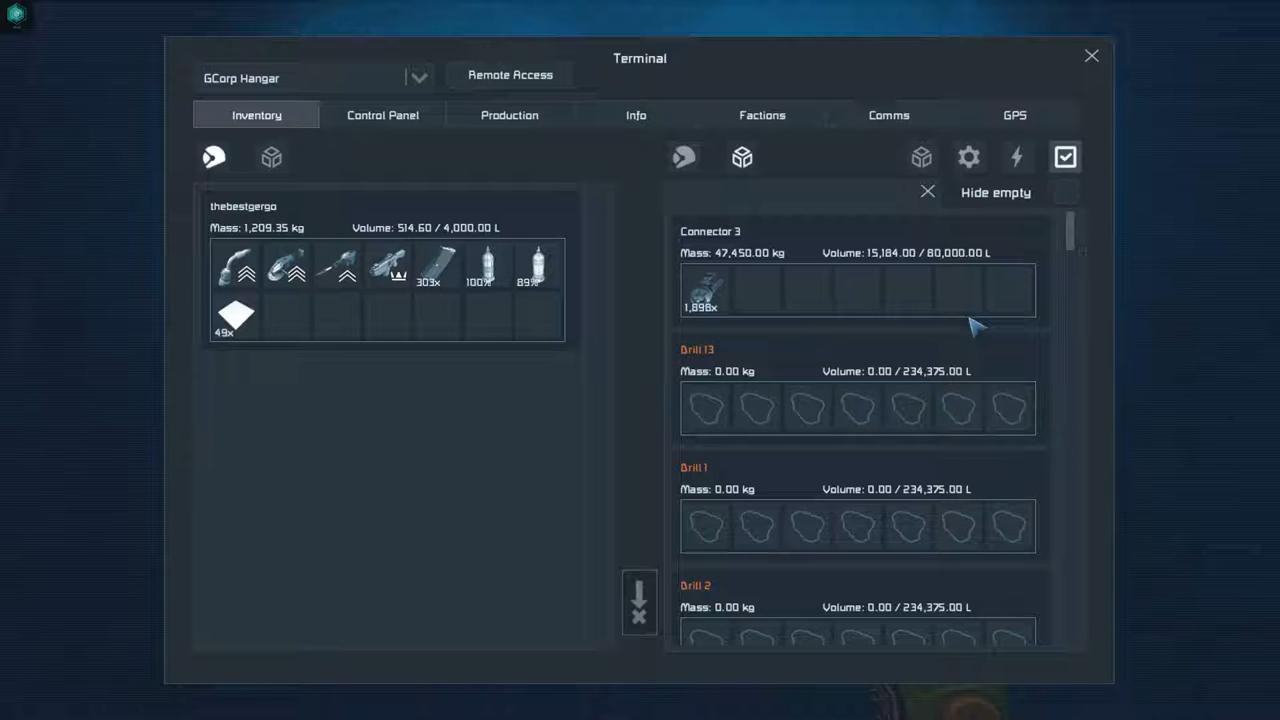 Terminal
GCorp Hangar
Remote Access
Inventory
Control Panel
Production
Info
Factions
Comms
GPS
Hide empty
thebestgergo
Mass: 1,209.35 kg Volume: 514.60 / 4,000.00 L
303x 100% 89%
49x
Connector 3
Mass: 47,450.00 kg Volume: 15,184.00 / 80,000.00 L
1,898x
Drill 13
Mass: 0.00 kg Volume: 0.00 / 234,375.00 L
Drill 1
Mass: 0.00 kg Volume: 0.00 / 234,375.00 L
Drill 2
Mass: 0.00 kg Volume: 0.00 / 234,375.00 L